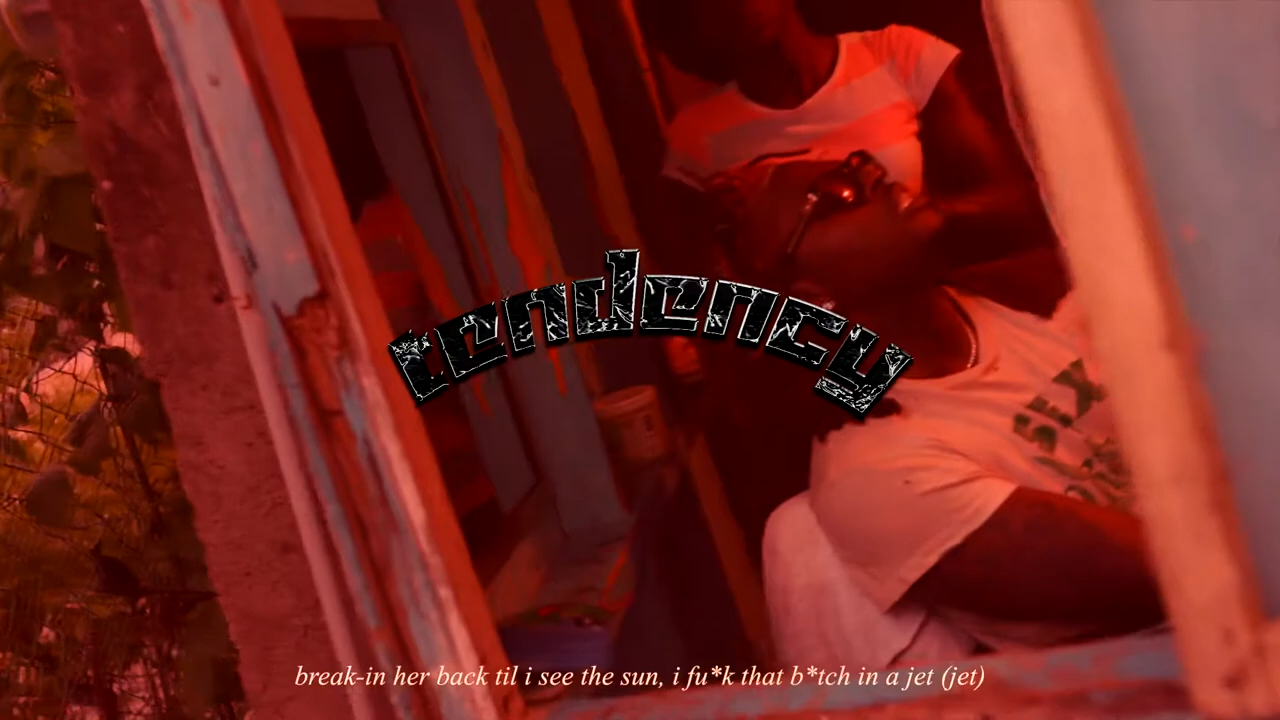 tendency
break-in her back til i see the sun, i fu*k that b*tch in a jet (jet)